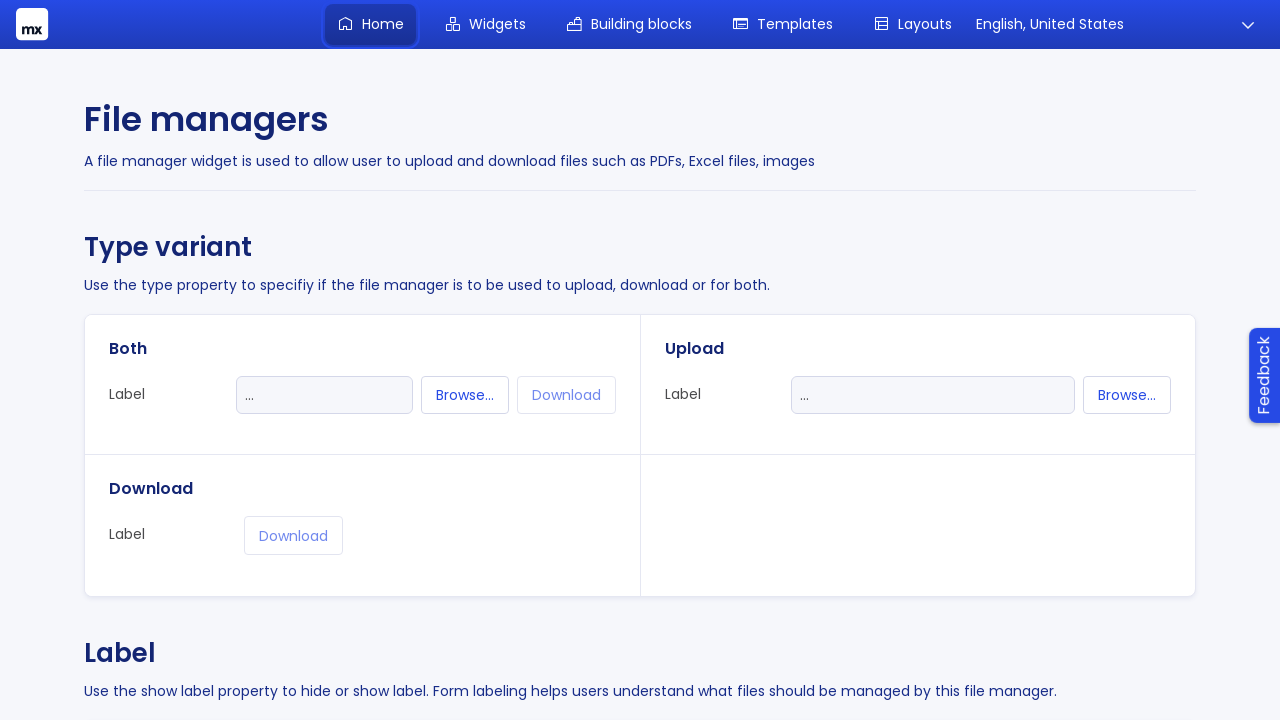 mx
Home
Widgets
Building blocks
Templates
Layouts
English, United States
File managers
A file manager widget is used to allow user to upload and download files such as PDFs, Excel files, images
Type variant
Use the type property to specifiy if the file manager is to be used to upload, download or for both.
Both
Label
...
Browse...
Download
Upload
Label
...
Browse...
Download
Label
Download
Feedback
Label
Use the show label property to hide or show label. Form labeling helps users understand what files should be managed by this file manager.